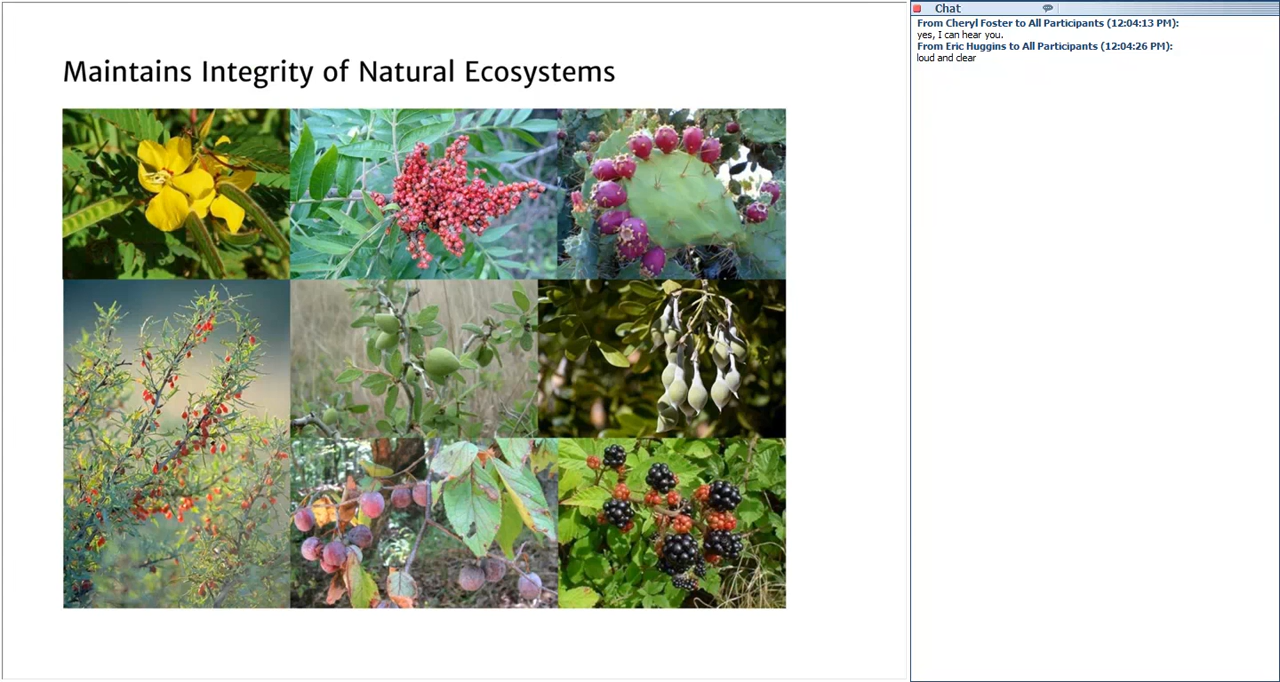 Maintains Integrity of Natural Ecosystems
Chat
From Cheryl Foster to All Participants (12:04:13 PM):
yes, I can hear you.
From Eric Huggins to All Participants (12:04:26 PM):
loud and clear